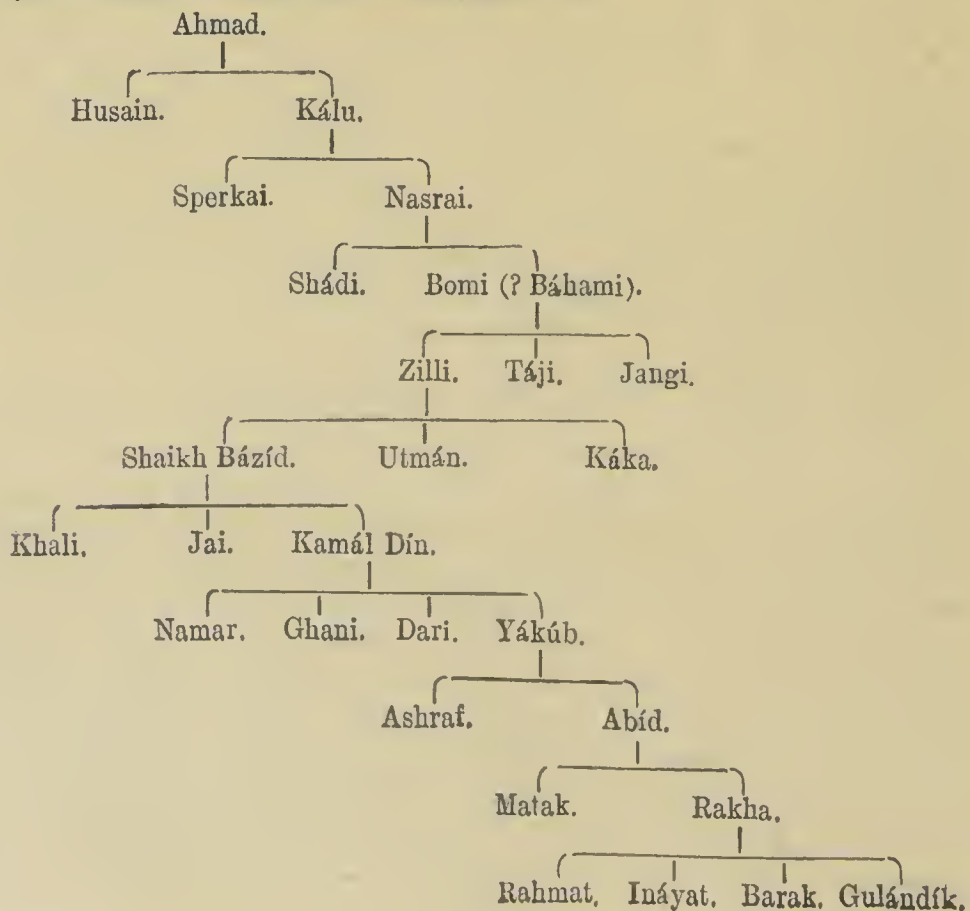 Ahmad.
Husain. Kálu.
Sperkai. Nasrai.
Shádi. Bomi (? Báhami).
Zilli. Táji. Jangi.
Shaikh Bázíd. Utmán. Káka.
Khali. Jai. Kamál Dín.
Namar. Ghani. Dari. Yákúb.
Ashraf. Abíd.
Matak. Rakha.
Rahmat. Ináyat. Barak. Gulándík.